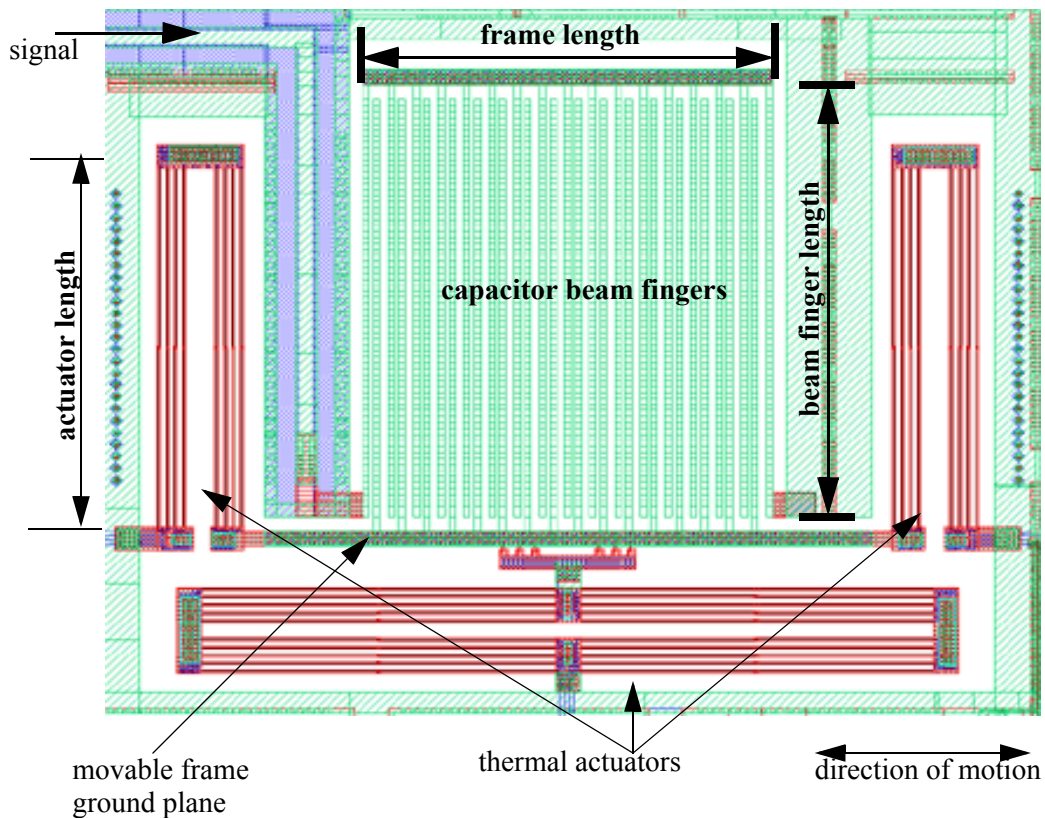 signal
frame length
actuator length
capacitor beam fingers
beam finger length
movable frame
ground plane
thermal actuators
direction of motion